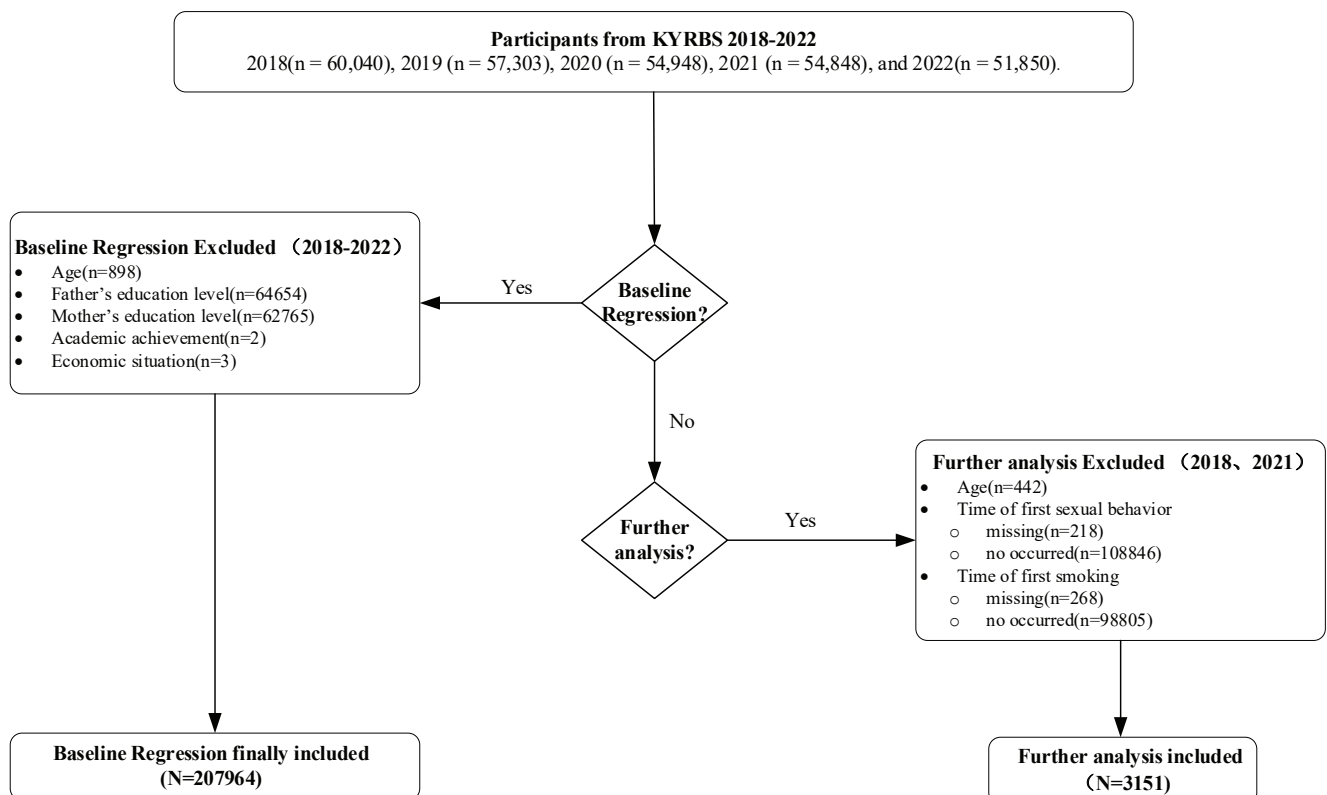 Participants from KYRBS 2018-2022
2018(n = 60,040), 2019 (n = 57,303), 2020 (n = 54,948), 2021 (n = 54,848), and 2022(n = 51,850).
Baseline Regression Excluded （2018-2022）
• Age(n=898)
• Father’s education level(n=64654)
• Mother’s education level(n=62765)
• Academic achievement(n=2)
• Economic situation(n=3)
Yes
Baseline
Regression?
No
Further analysis Excluded （2018、2021）
• Age(n=442)
• Time of first sexual behavior
o missing(n=218)
o no occurred(n=108846)
• Time of first smoking
o missing(n=268)
o no occurred(n=98805)
Further
analysis?
Yes
Baseline Regression finally included
(N=207964)
Further analysis included
（N=3151)